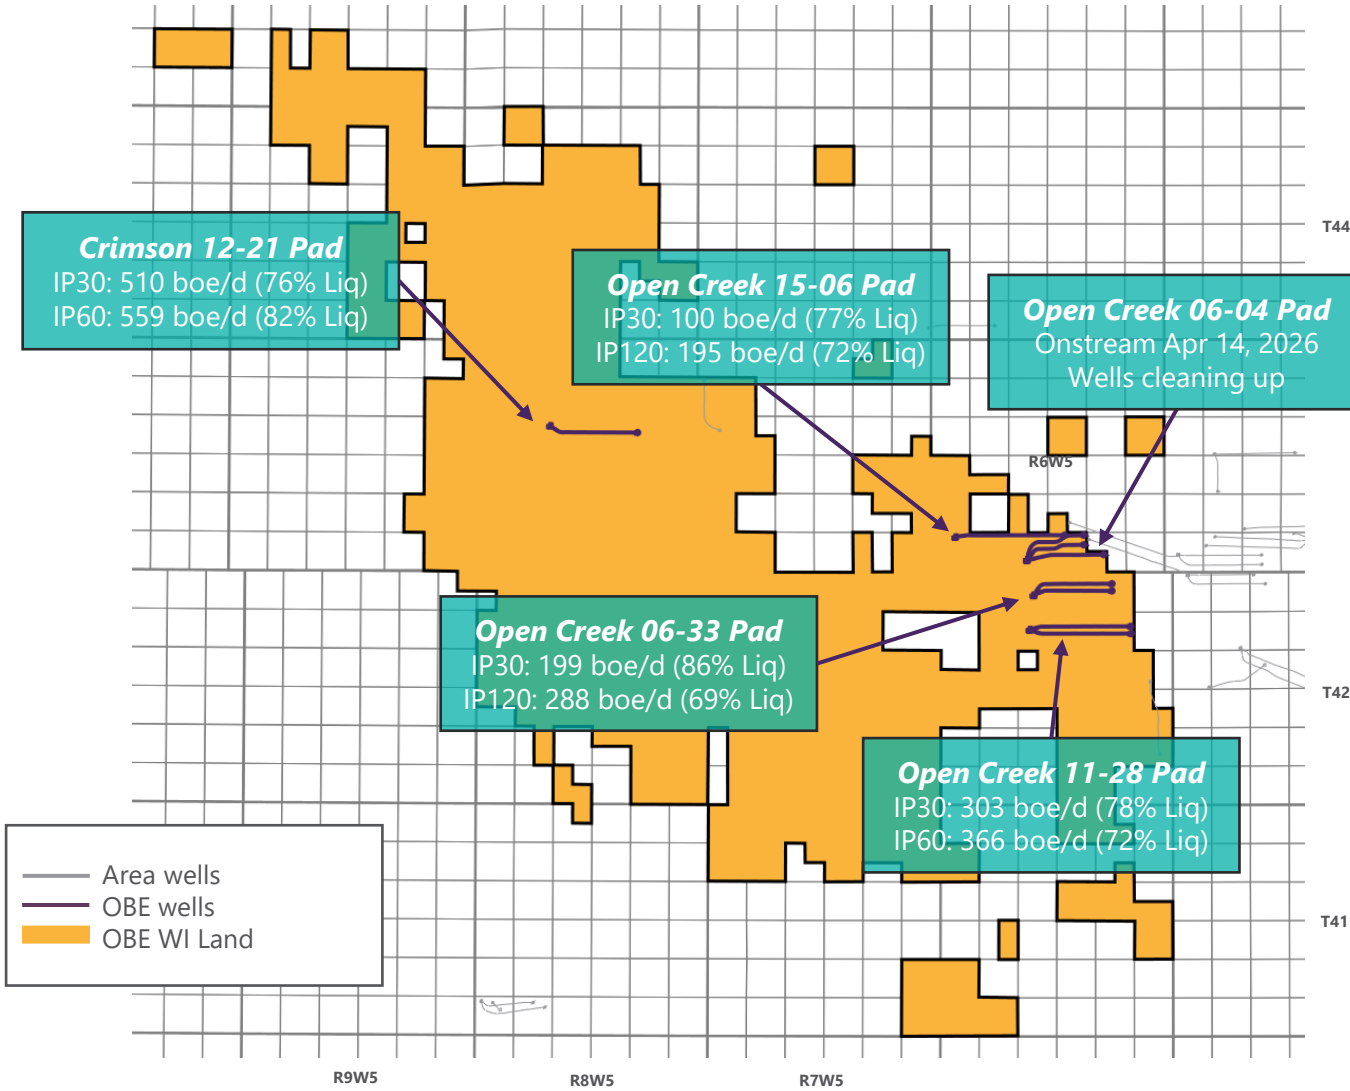 T44
Crimson 12-21 Pad
IP30: 510 boe/d (76% Liq)
IP60: 559 boe/d (82% Liq)
Open Creek 15-06 Pad
IP30: 100 boe/d (77% Liq)
IP120: 195 boe/d (72% Liq)
Open Creek 06-04 Pad
Onstream Apr 14, 2026
Wells cleaning up
R6W5
Open Creek 06-33 Pad
IP30: 199 boe/d (86% Liq)
IP120: 288 boe/d (69% Liq)
T42
Open Creek 11-28 Pad
IP30: 303 boe/d (78% Liq)
IP60: 366 boe/d (72% Liq)
Area wells
OBE wells
OBE WI Land
T41
R9W5
R8W5
R7W5